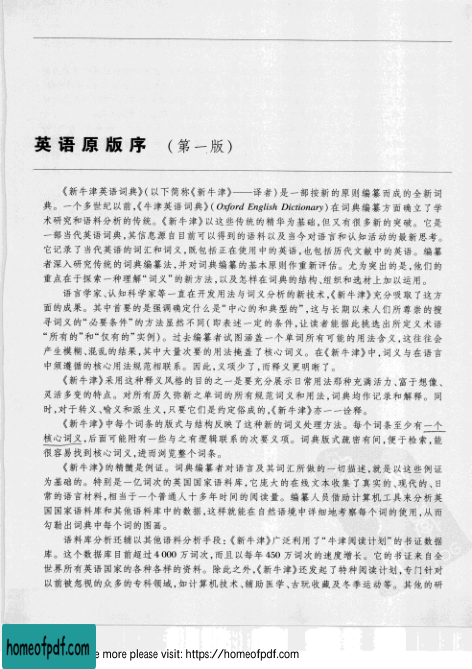 英语原版序 (第一版)
《新牛津英语词典》(以下简称《新牛津》——译者)是一部按新的原则编纂而成的全新词
典。一个多世纪以前,《牛津英语词典》(Oxford English Dictionary)在词典编纂方面确立了学
术研究和语料分析的传统。《新牛津》以这些传统的精华为基础,但又有很多新的突破。它是
一部当代英语词典,其信息源自目前可以得到的语料以及当今对语言和认知活动的最新思考。
它记录了当代英语的词汇和词义,既包括正在使用中的英语,也包括历代文献中的英语。编纂
者深入研究传统的词典编纂法,并对词典编纂的基本原则作重新评估。尤为突出的是,他们的
重点在于探索一种理解“词义”的新方法,以及怎样在词典的结构、组织和选材上加以运用。
语言学家、认知科学家等一直在开发用法与词义分析的新技术,《新牛津》充分吸取了这方
面的成果。其中首要的是强调确定什么是“中心的和典型的”,这与长期以来人们所尊崇的搜
寻词义的“必要条件”的方法显然不同(即表述一定的条件,让读者能据此挑选出所定义术语
“所有的”和“仅有的”实例)。过去编纂者试图涵盖一个单词所有可能的用法含义,这往往会
产生模糊、混乱的结果,其中大量次要的用法掩盖了核心词义。在《新牛津》中,词义与在语言
中频遵循的核心用法规范相联系。因此,义项少了,而释义更明晰了。
《新牛津》采用这种释义风格的目的之一是要充分展示日常用法那种充满活力、富于想像、
灵活多变的特点。对所有历久弥新之单词的所有规范词义和用法,词典均作记录和解释。同
时,对于转义、喻义和派生义,只要它们是约定俗成的,《新牛津》亦一一诠释。
《新牛津》中每个词条的版式与结构反映了这种新的词义处理方法。每个词条至少有一个
核心词义,后面可能附有一些与之有逻辑联系的次要义项。词典版式疏密有间,便于检索,能
很容易找到核心词义,进而浏览整个词条。
《新牛津》的精髓是例证。词典编纂者对语言及其词汇所做的一切描述,就是以这些例证
为基础的。特别是一亿词次的英国国家语料库,它庞大的在线文本收集了真实的、现代的、日
常的语言材料,相当于一个普通人十多年时间的阅读量。编纂人员借助计算机工具来分析英
国国家语料库和其他语料库中的数据,这样就能在自然语境中详细地考察每个词的使用,从而
勾勒出词典中每个词的图画。
语料库分析还辅以其他语料分析手段:《新牛津》广泛利用了“牛津阅读计划”的书证数据
库。这个数据库目前超过4 000万词次,而且以每年450万词次的速度增长。它的书证来自全
世界所有英语国家的各种各样的资料。除此之外,《新牛津》还发起了特种阅读计划,专门针对
以前被忽视的众多的专科领域,如计算机技术、辅助医学、古玩收藏及冬季运动等。其他的研
homeofpdf.com
e more please visit: https://homeofpdf.com